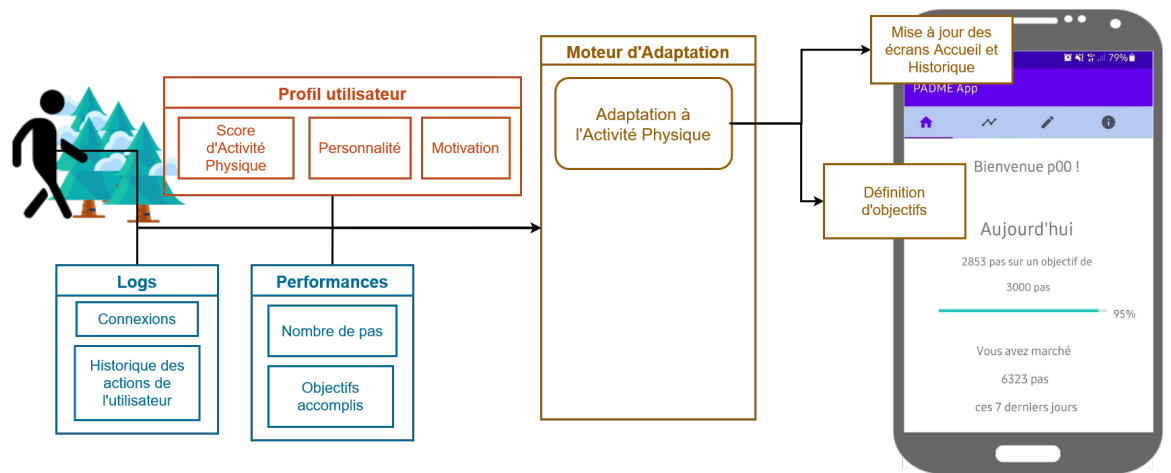 Profil utilisateur
Score
d'Activité
Physique
Personnalité
Motivation
Logs
Connexions
Historique des
actions de
l'utilisateur
Performances
Nombre de pas
Objectifs
accomplis
Moteur d'Adaptation
Adaptation à
l'Activité Physique
Mise à jour des
écrans Accueil et
Historique
Définition
d'objectifs
79%
PADME App
Bienvenue p00 !
Aujourd'hui
2853 pas sur un objectif de
3000 pas
95%
Vous avez marché
6323 pas
ces 7 derniers jours